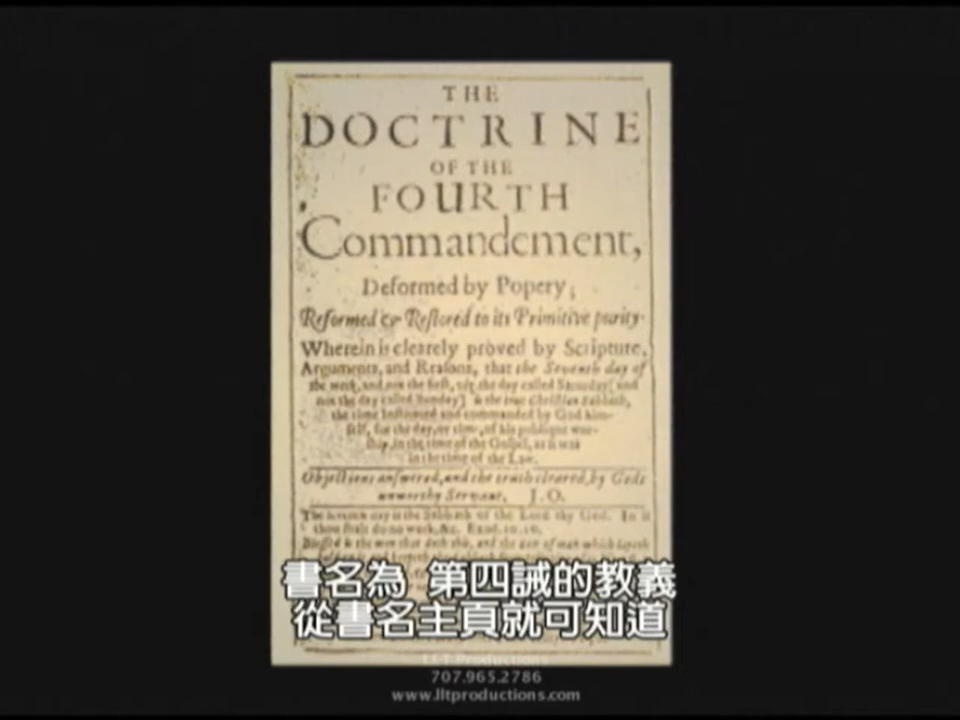 THE
DOCTRINE
OF THE
FOURTH
Commandement,
Deformed by Popery;
Reformed & Restored to its Primitive purity.
Wherein is clearely proved by Scripture,
Arguments, and Reasons, that the Seventh day of
the week, and not the first, the day called Saturday, and
not the day called Sunday] is the true Christian Sabbath,
the time Instituted and commanded by God him-
self, for the day, or time, of his publique wor-
ship, in the time of the Gospel, as it was
in the time of the Law.
Objections answered, and the truth cleared, by Gods
unworthy Servant, J.O.
The seventh day is the Sabbath of the Lord thy God. In it
thou shalt do no work, &c. Exod. 20. 10.
Blessed is the man that doth this, and the son of man which layeth
書名為 第四誡的教義
從書名主頁就可知道
LLT Productions
707.965.2786
www.lltproductions.com